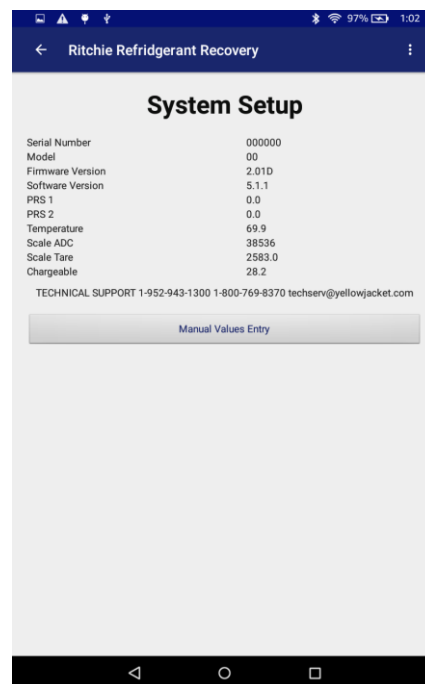 97% 1:02
Ritchie Refridgerant Recovery
System Setup
Serial Number 000000
Model 00
Firmware Version 2.01D
Software Version 5.1.1
PRS 1 0.0
PRS 2 0.0
Temperature 69.9
Scale ADC 38536
Scale Tare 2583.0
Chargeable 28.2
TECHNICAL SUPPORT 1-952-943-1300 1-800-769-8370 techserv@yellowjacket.com
Manual Values Entry